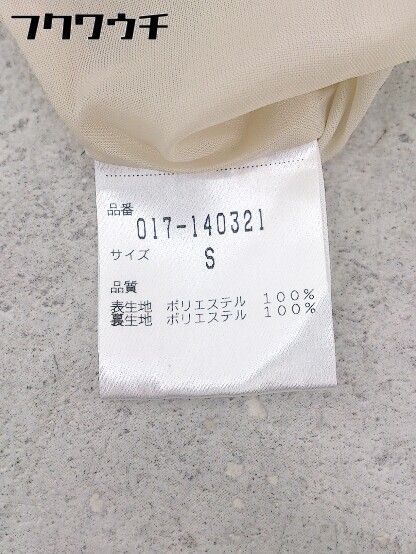 フクワウチ
品番
017-140321
サイズ S
品質
表生地 ポリエステル 100%
裏生地 ポリエステル 100%